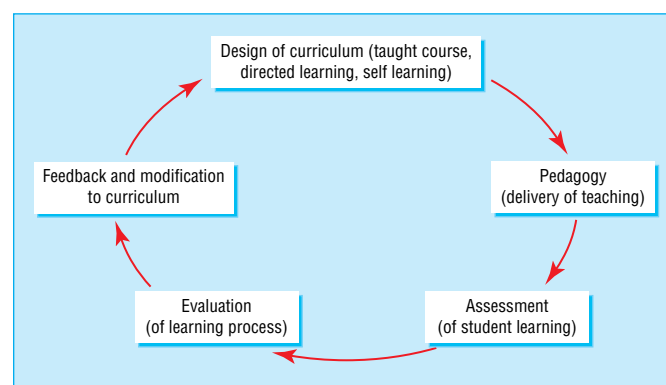 Design of curriculum (taught course,
directed learning, self learning)
Pedagogy
(delivery of teaching)
Assessment
(of student learning)
Evaluation
(of learning process)
Feedback and modification
to curriculum